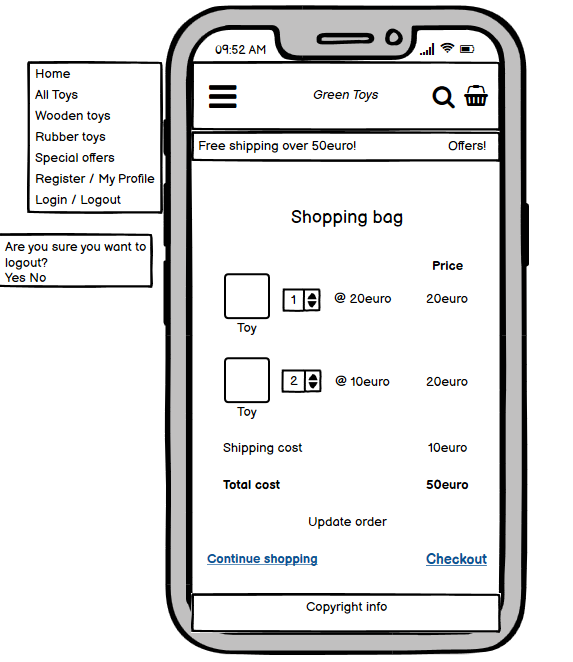 Home
All Toys
Wooden toys
Rubber toys
Special offers
Register / My Profile
Login / Logout
Are you sure you want to
logout?
Yes No
09:52 AM
Green Toys
Free shipping over 50euro! Offers!
Shopping bag
Price
1 @ 20euro 20euro
Toy
2 @ 10euro 20euro
Toy
Shipping cost 10euro
Total cost 50euro
Update order
Continue shopping Checkout
Copyright info